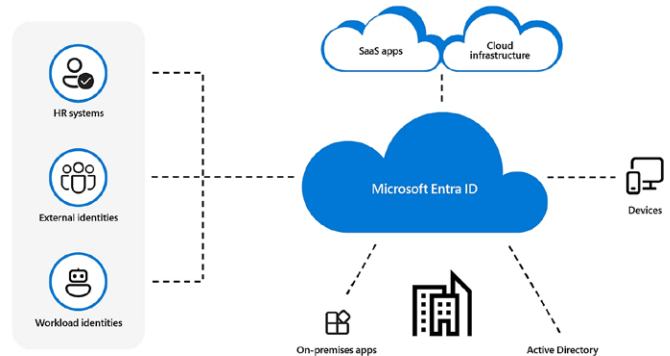 SaaS apps
Cloud
infrastructure
HR systems
External identities
Workload identities
Microsoft Entra ID
Devices
On-premises apps
Active Directory